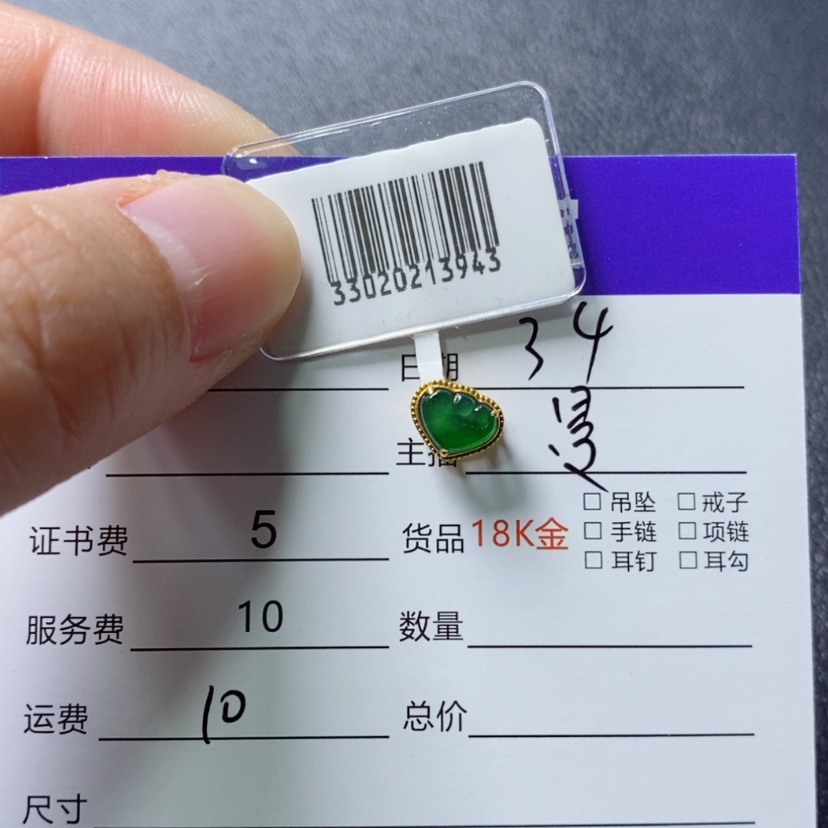 33020213943
日期 34
主播 浸
证书费 5 货品 18K金 □ 吊坠 □ 戒子
□ 手链 □ 项链
□ 耳钉 □ 耳勾
服务费 10 数量
运费 10 总价
尺寸